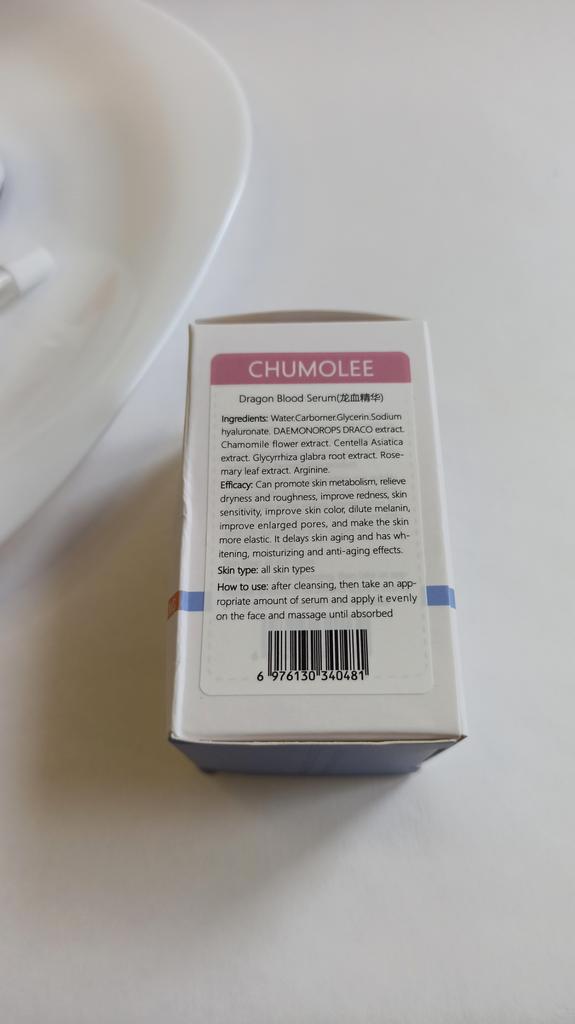 CHUMOLEE
Dragon Blood Serum(龙血精华)
Ingredients: Water.Carbomer.Glycerin.Sodium
hyaluronate. DAEMONOROPS DRACO extract.
Chamomile flower extract. Centella Asiatica
extract. Glycyrrhiza glabra root extract. Rose-
mary leaf extract. Arginine.
Efficacy: Can promote skin metabolism, relieve
dryness and roughness, improve redness, skin
sensitivity, improve skin color, dilute melanin,
improve enlarged pores, and make the skin
more elastic. It delays skin aging and has wh-
itening, moisturizing and anti-aging effects.
Skin type: all skin types
How to use: after cleansing, then take an app-
ropriate amount of serum and apply it evenly
on the face and massage until absorbed
6 976130 340481